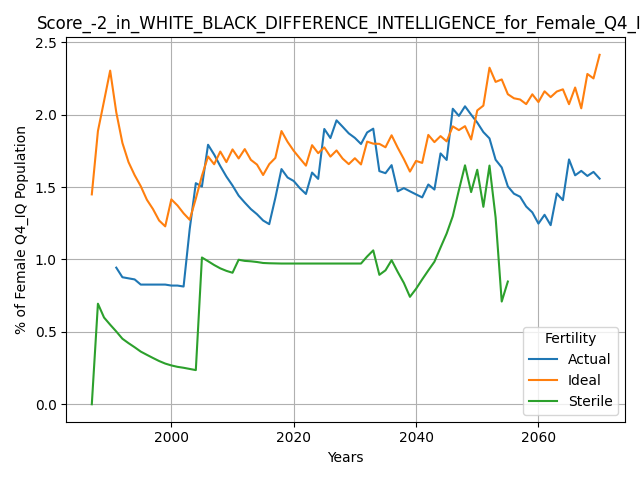 Score_-2_in_WHITE_BLACK_DIFFERENCE_INTELLIGENCE_for_Female_Q4_I
2.5
2.0
1.5
1.0
0.5
0.0
% of Female Q4_IQ Population
2000
2020
2040
2060
Years
Fertility
Actual
Ideal
Sterile